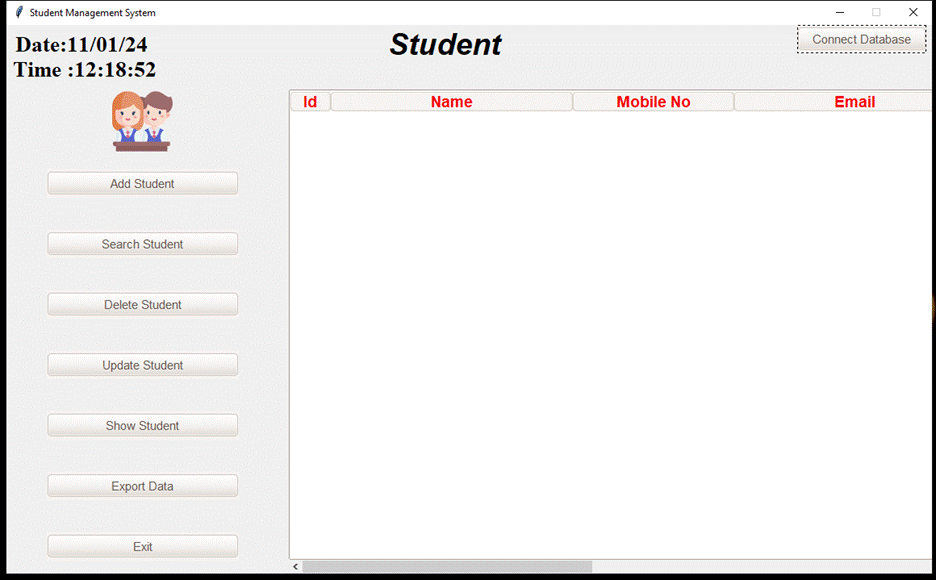 Student Management System
Date:11/01/24
Time :12:18:52
Student
Connect Database
Id Name Mobile No Email
Add Student
Search Student
Delete Student
Update Student
Show Student
Export Data
Exit